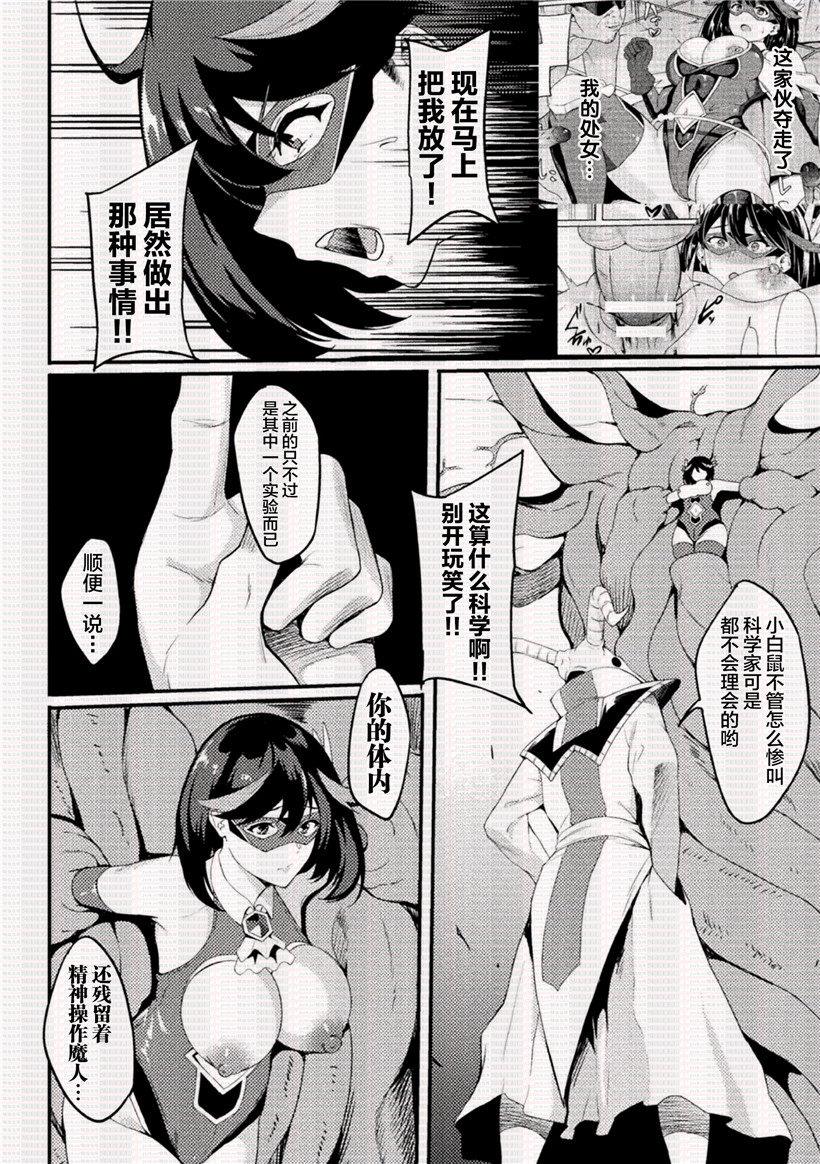 这家伙夺走了
我的处女…
现在马上
把我放了！
居然做出
那种事情!!
小白鼠不管怎么惨叫
科学家可是
都不会理会的哟
这算什么科学啊!!
别开玩笑了!!
之前的只不过
是其中一个实验而已
顺便一说…
你的体内
还残留着
精神操作魔人…